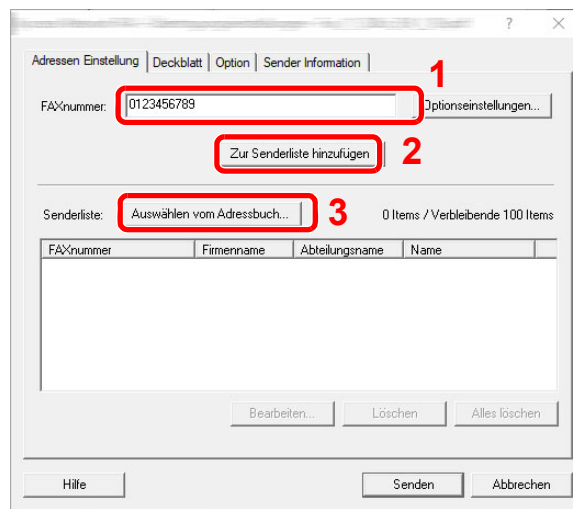 ? ×
Adressen Einstellung Deckblatt Option Sender Information
1
FAXnummer: 0123456789 Optionseinstellungen...
Zur Senderliste hinzufügen 2
Senderliste: Auswählen vom Adressbuch... 3 0 Items / Verbleibende 100 Items
FAXnummer Firmenname Abteilungsname Name
Bearbeiten... Löschen Alles löschen
Hilfe Senden Abbrechen